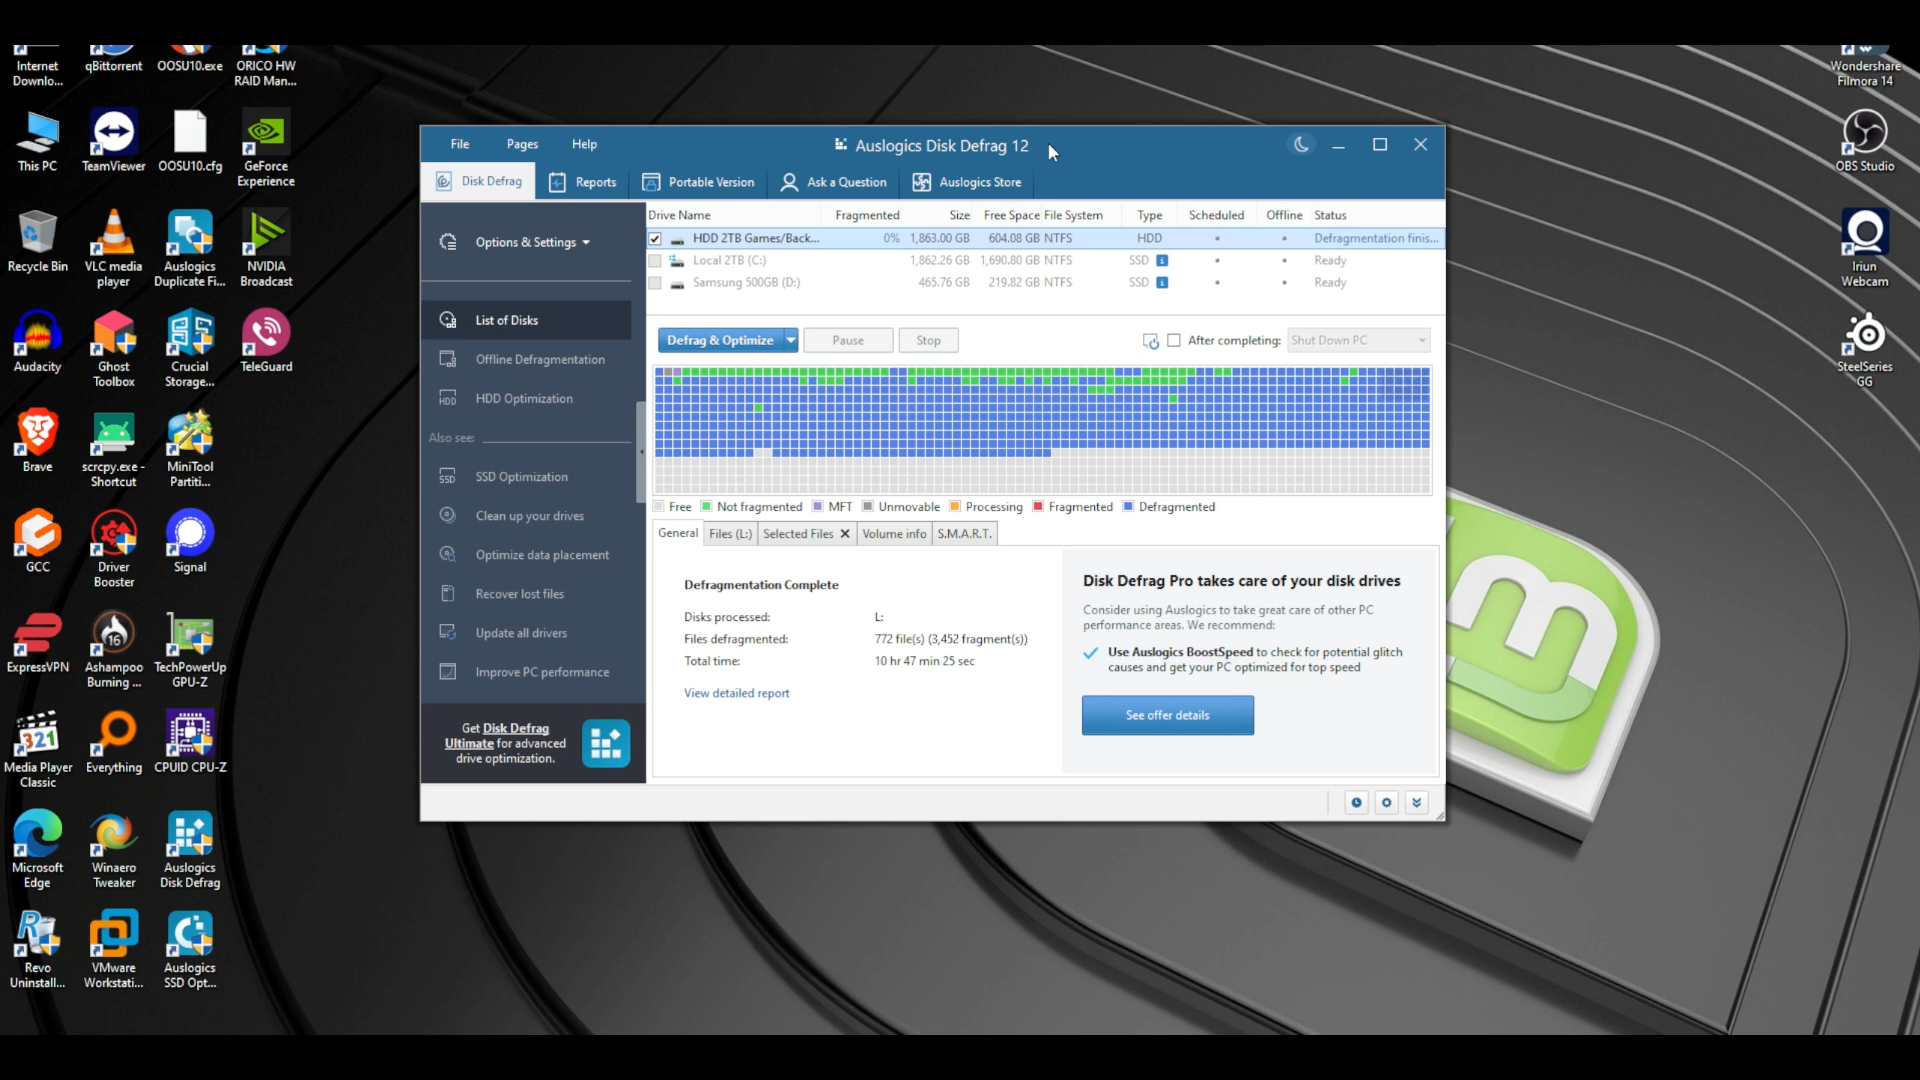 Internet
Downlo...
qBittorrent
OOSU10.exe
ORICO HW
RAID Man...
This PC
TeamViewer
OOSU10.cfg
GeForce
Experience
Recycle Bin
VLC media
player
Auslogics
Duplicate Fi...
NVIDIA
Broadcast
Audacity
Ghost
Toolbox
Crucial
Storage...
TeleGuard
Brave
scrcpy.exe -
Shortcut
MiniTool
Partiti...
GCC
Driver
Booster
Signal
ExpressVPN
16
Ashampoo
Burning ...
TechPowerUp
GPU-Z
321
Media Player
Classic
Everything
CPUID CPU-Z
Microsoft
Edge
Winaero
Tweaker
Auslogics
Disk Defrag
Revo
Uninstall...
VMware
Workstati...
Auslogics
SSD Opt...
File Pages Help
Auslogics Disk Defrag 12
Disk Defrag Reports Portable Version Ask a Question Auslogics Store
Options & Settings
List of Disks
Offline Defragmentation
HDD HDD Optimization
Also see:
SSD SSD Optimization
Clean up your drives
Optimize data placement
Recover lost files
Update all drivers
Improve PC performance
Get Disk Defrag
Ultimate for advanced
drive optimization.
Drive Name Fragmented Size Free Space File System Type Scheduled Offline Status
HDD 2TB Games/Back... 0% 1,863.00 GB 604.08 GB NTFS HDD Defragmentation finis...
Local 2TB (C:) 1,862.26 GB 1,690.80 GB NTFS SSD Ready
Samsung 500GB (D:) 465.76 GB 219.82 GB NTFS SSD Ready
Defrag & Optimize Pause Stop After completing: Shut Down PC
Free Not fragmented MFT Unmovable Processing Fragmented Defragmented
General Files (L:) Selected Files Volume info S.M.A.R.T.
Defragmentation Complete
Disks processed: L:
Files defragmented: 772 file(s) (3,452 fragment(s))
Total time: 10 hr 47 min 25 sec
View detailed report
Disk Defrag Pro takes care of your disk drives
Consider using Auslogics to take great care of other PC
performance areas. We recommend:
Use Auslogics BoostSpeed to check for potential glitch
causes and get your PC optimized for top speed
See offer details
Wondershare
Filmora 14
OBS Studio
Iriun
Webcam
SteelSeries
GG